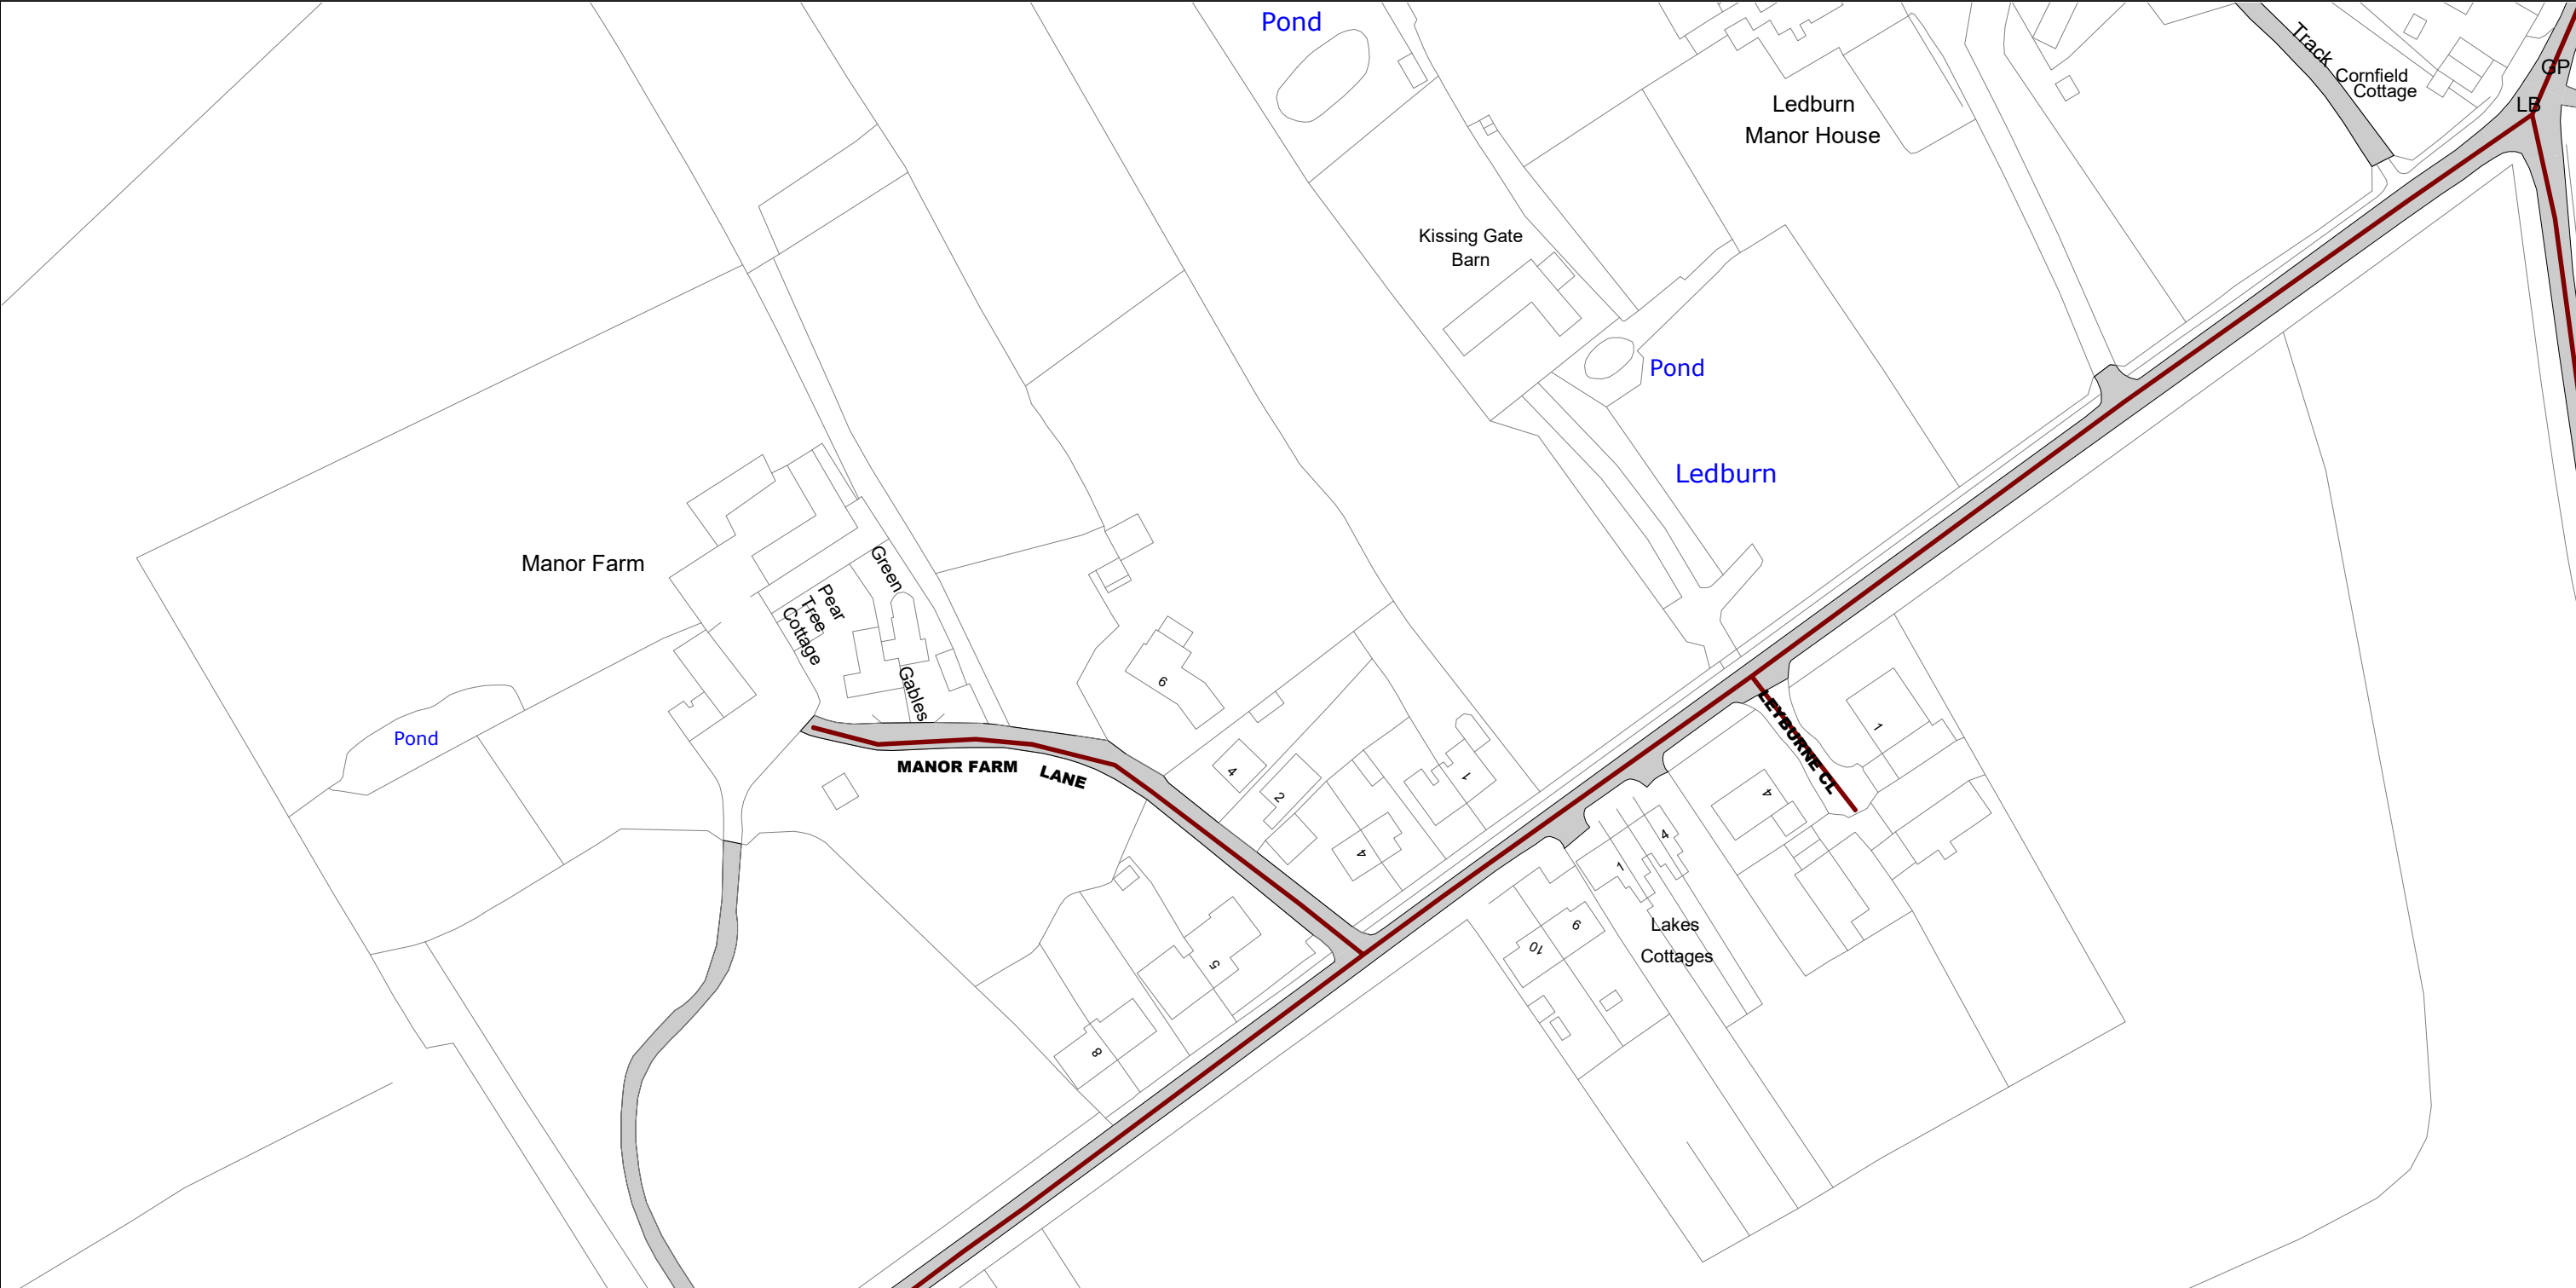 Pond
Track
GP
Cornfield
Cottage
LB
Ledburn
Manor House
Kissing Gate
Barn
Pond
Ledburn
Manor Farm
Green
Gables
Pear
Tree
Cottage
Pond
MANOR FARM LANE
LEYBURNE CL
6
4
2
1
4
1
4
4
1
9
10
Lakes
Cottages
5
8